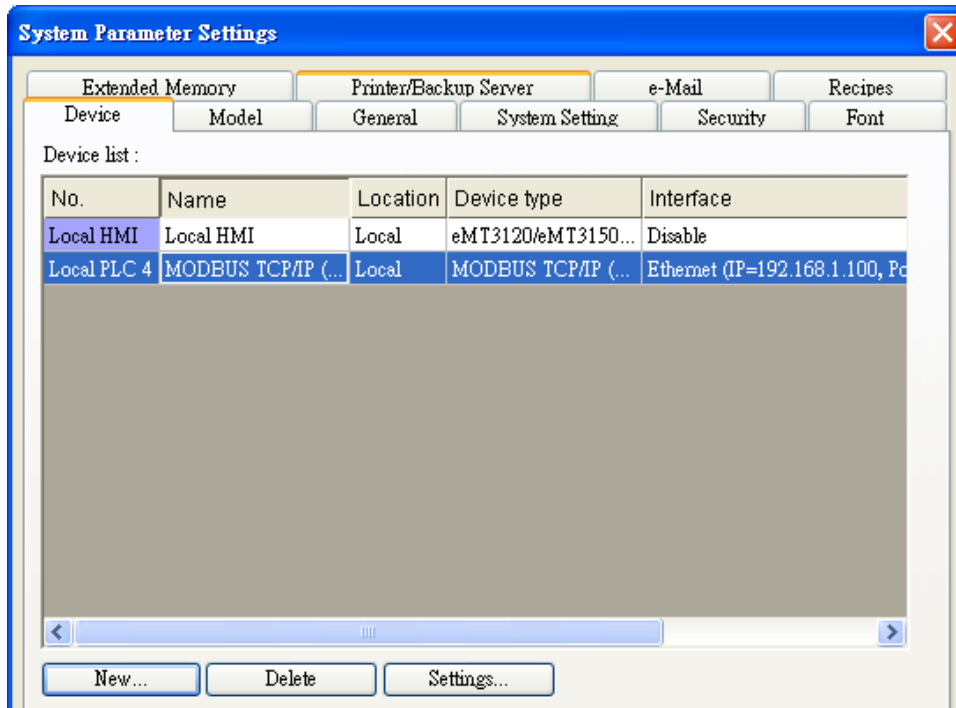 System Parameter Settings
Extended Memory Printer/Backup Server e-Mail Recipes
Device Model General System Setting Security Font
Device list :
No. Name Location Device type Interface
Local HMI Local HMI Local eMT3120/eMT3150... Disable
Local PLC 4 MODBUS TCP/IP (... Local MODBUS TCP/IP (... Ethernet (IP=192.168.1.100, Po
New... Delete Settings...